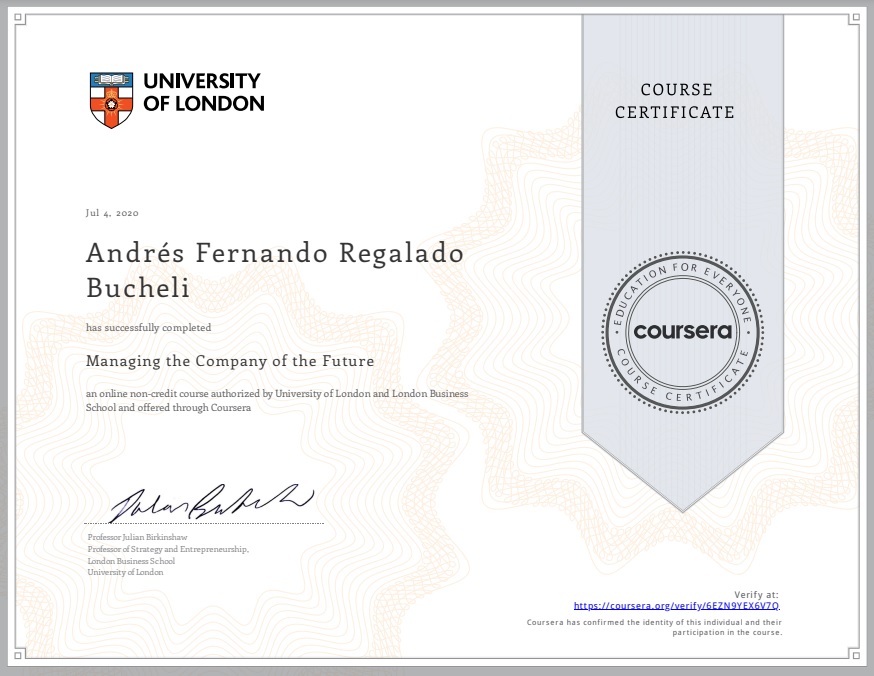 UNIVERSITY
OF LONDON
COURSE
CERTIFICATE
Jul 4, 2020
Andrés Fernando Regalado
Bucheli
has successfully completed
Managing the Company of the Future
an online non-credit course authorized by University of London and London Business
School and offered through Coursera
EDUCATION FOR EVERYONE
coursera
COURSE CERTIFICATE
Professor Julian Birkinshaw
Professor of Strategy and Entrepreneurship,
London Business School
University of London
Verify at:
https://coursera.org/verify/6EZN9YEX6V7Q
Coursera has confirmed the identity of this individual and their
participation in the course.